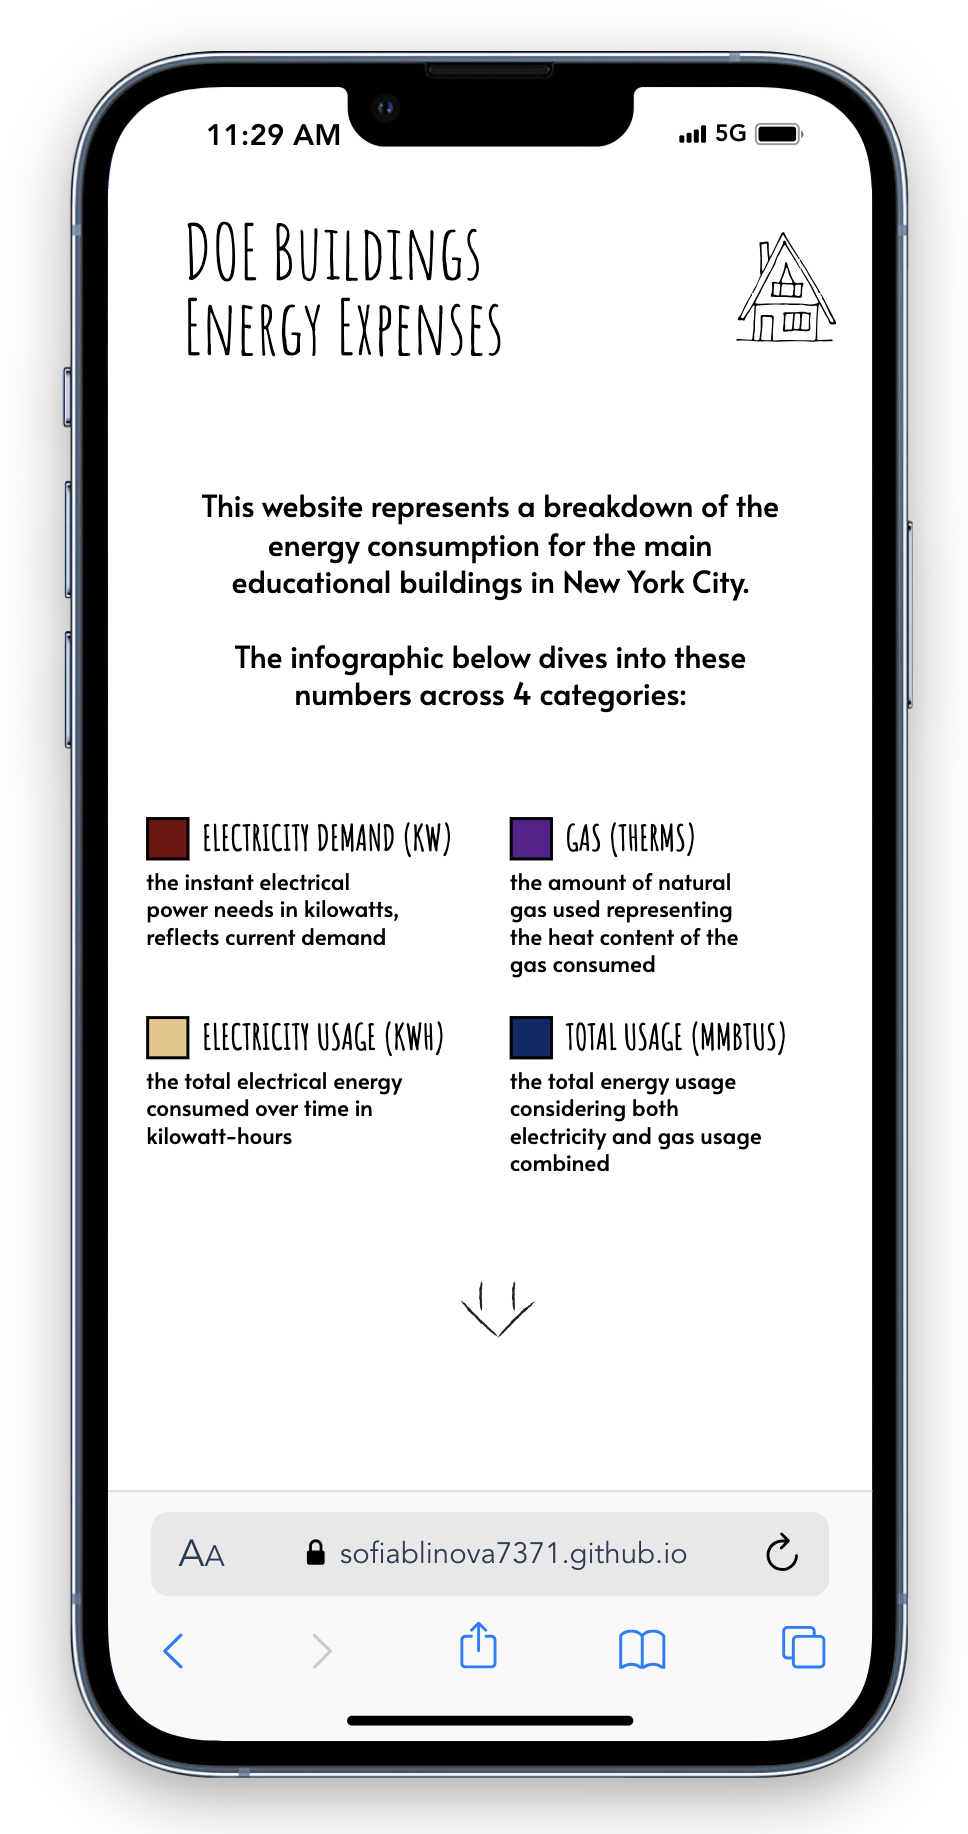 11:29 AM
5G
DOE BUILDINGS
ENERGY EXPENSES
This website represents a breakdown of the
energy consumption for the main
educational buildings in New York City.
The infographic below dives into these
numbers across 4 categories:
ELECTRICITY DEMAND (KW)
the instant electrical
power needs in kilowatts,
reflects current demand
GAS (THERMS)
the amount of natural
gas used representing
the heat content of the
gas consumed
ELECTRICITY USAGE (KWH)
the total electrical energy
consumed over time in
kilowatt-hours
TOTAL USAGE (MMBTUS)
the total energy usage
considering both
electricity and gas usage
combined
AA
sofiablinova7371.github.io